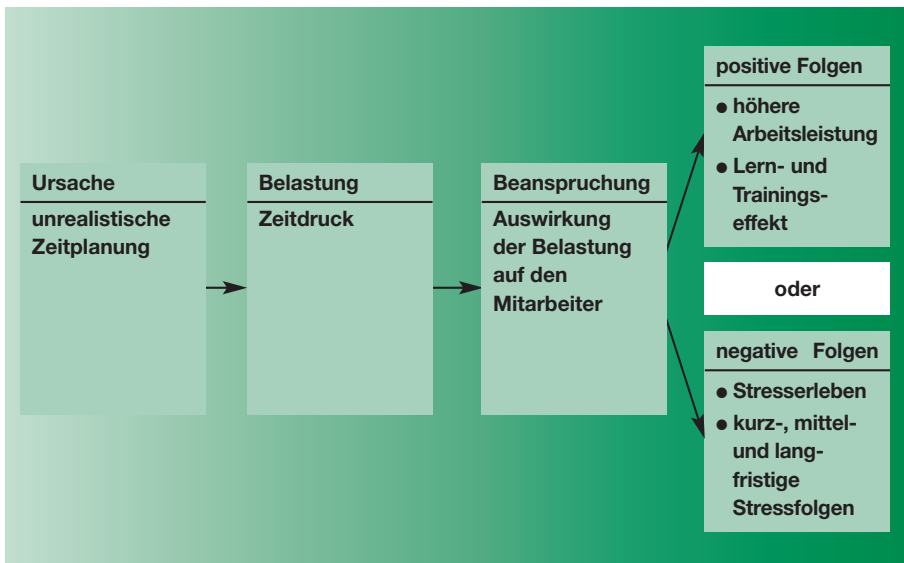 Ursache
unrealistische
Zeitplanung
Belastung
Zeitdruck
Beanspruchung
Auswirkung
der Belastung
auf den
Mitarbeiter
positive Folgen
● höhere
Arbeitsleistung
● Lern- und
Trainings-
effekt
oder
negative Folgen
● Stresserleben
● kurz-, mittel-
und lang-
fristige
Stressfolgen